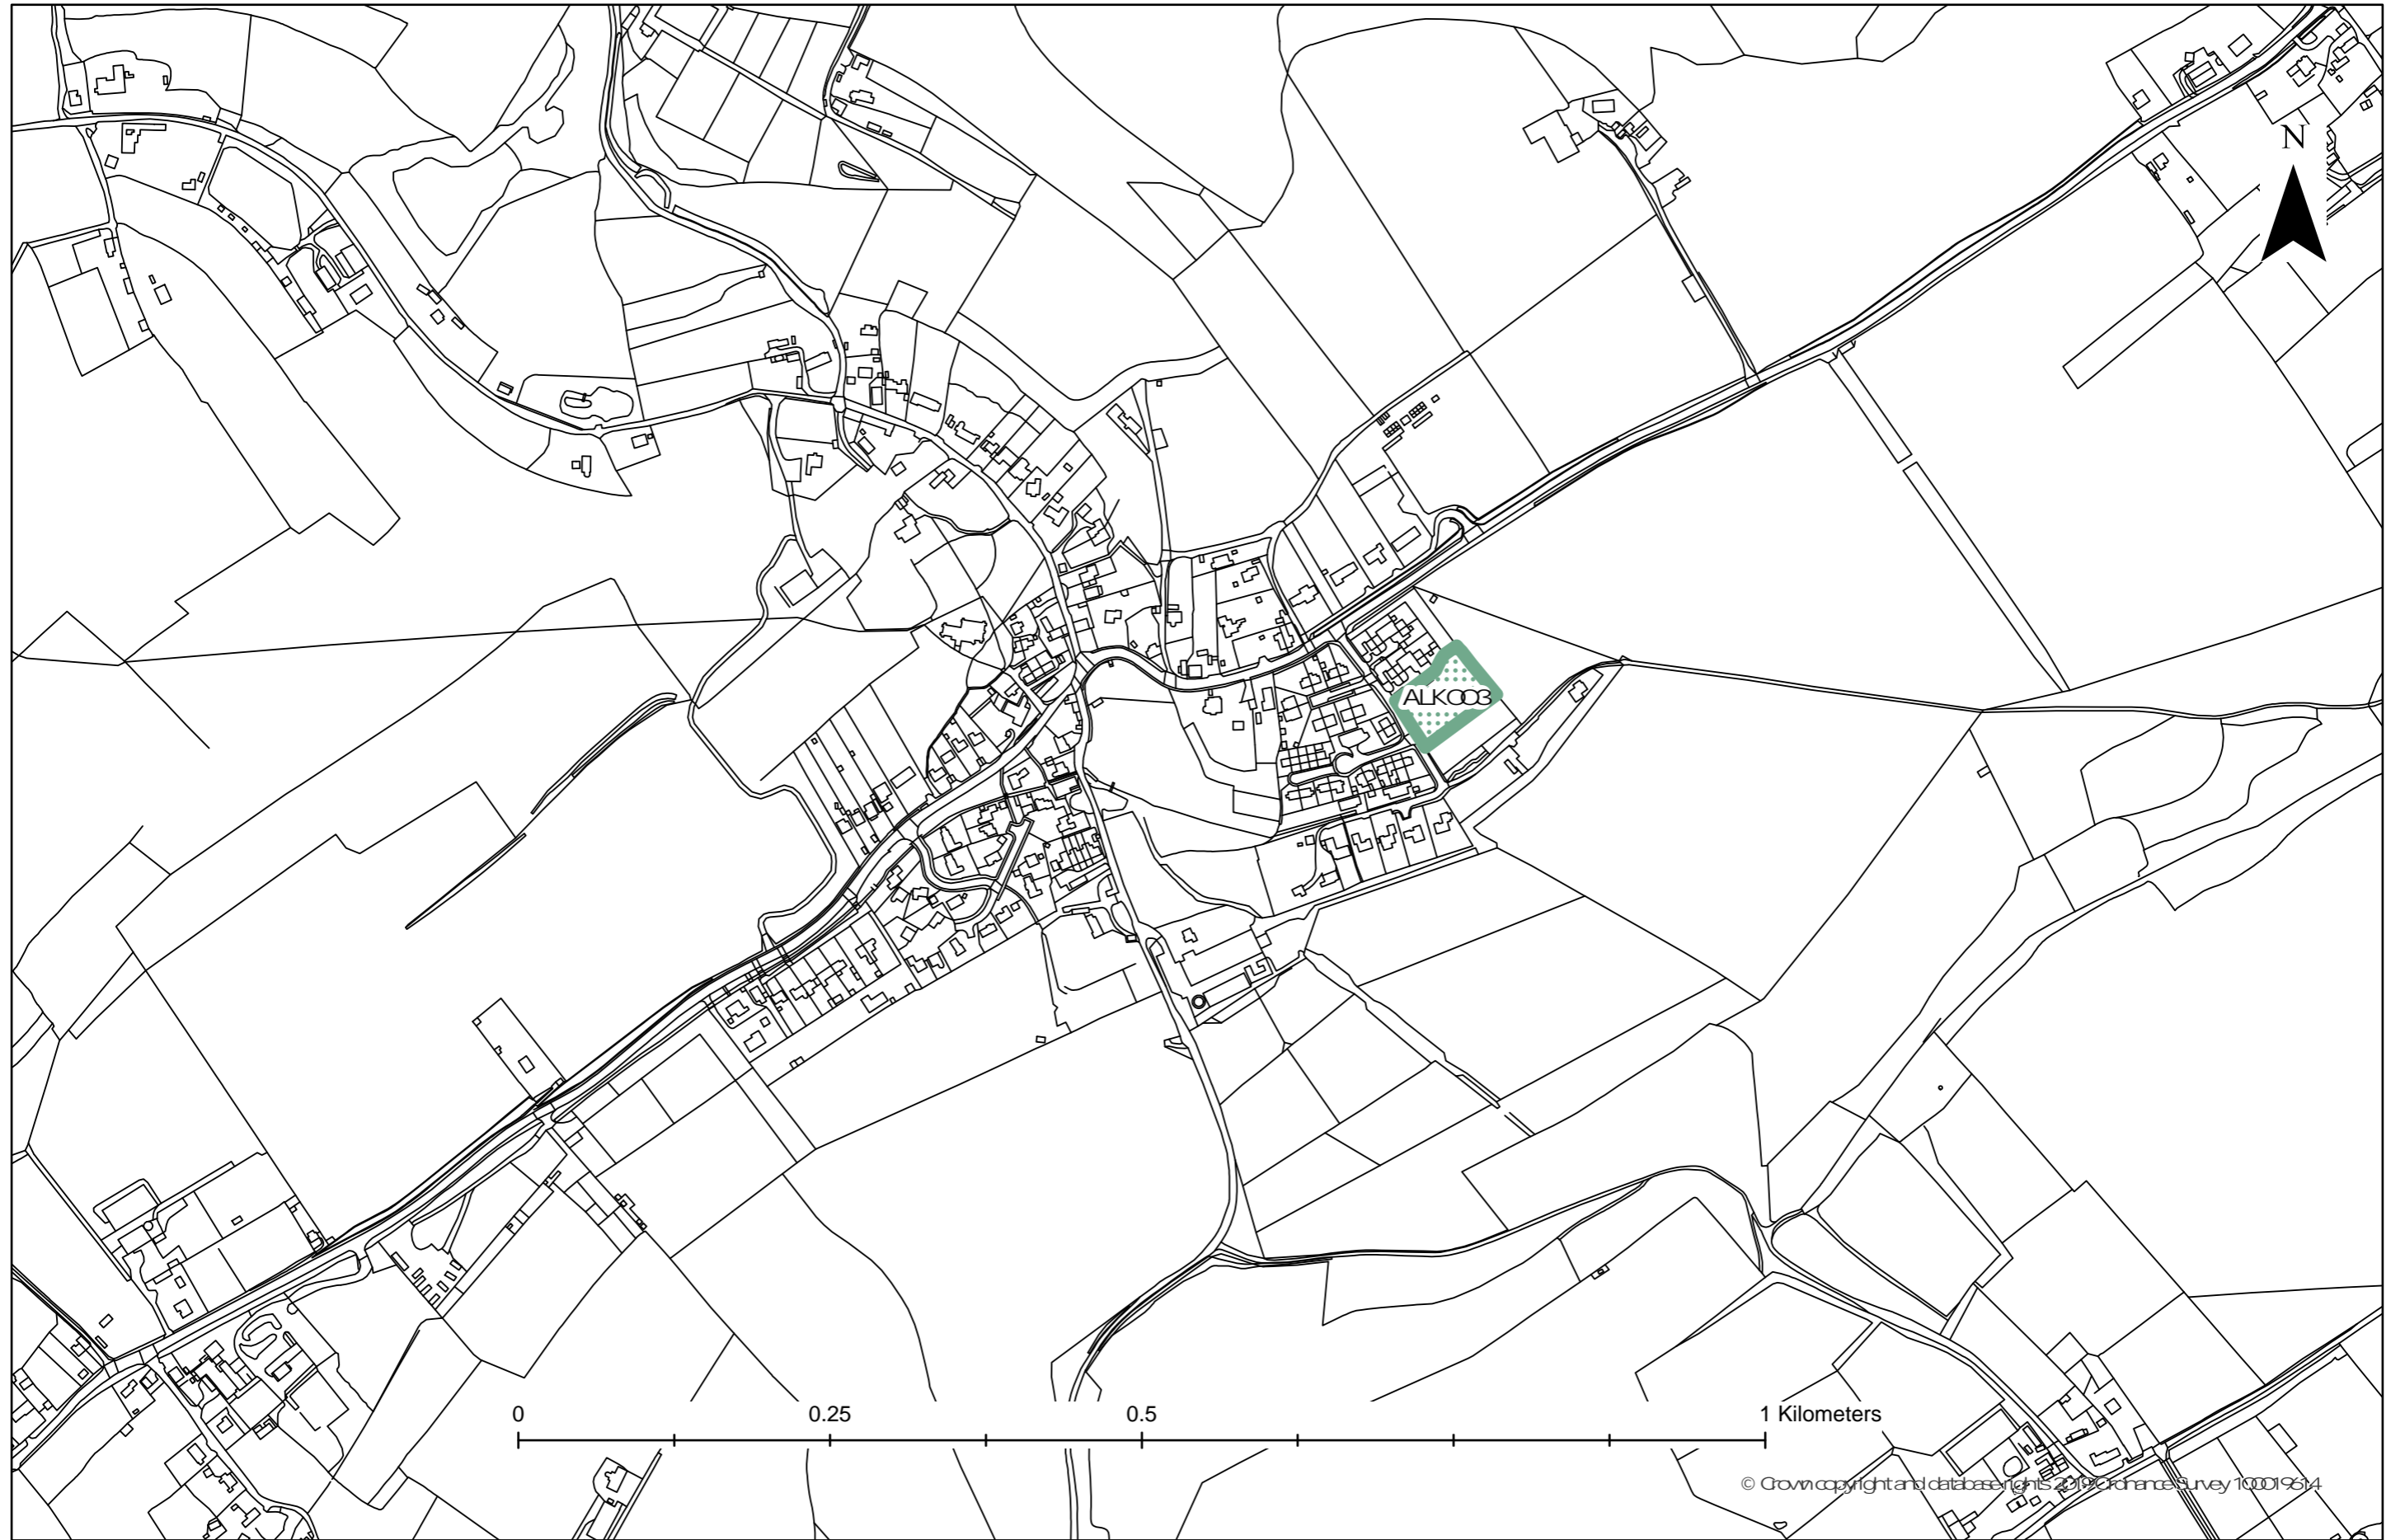 N
ALK003
0 0.25 0.5 1 Kilometers
© Crown copyright and database rights 2019 Ordnance Survey 100019614